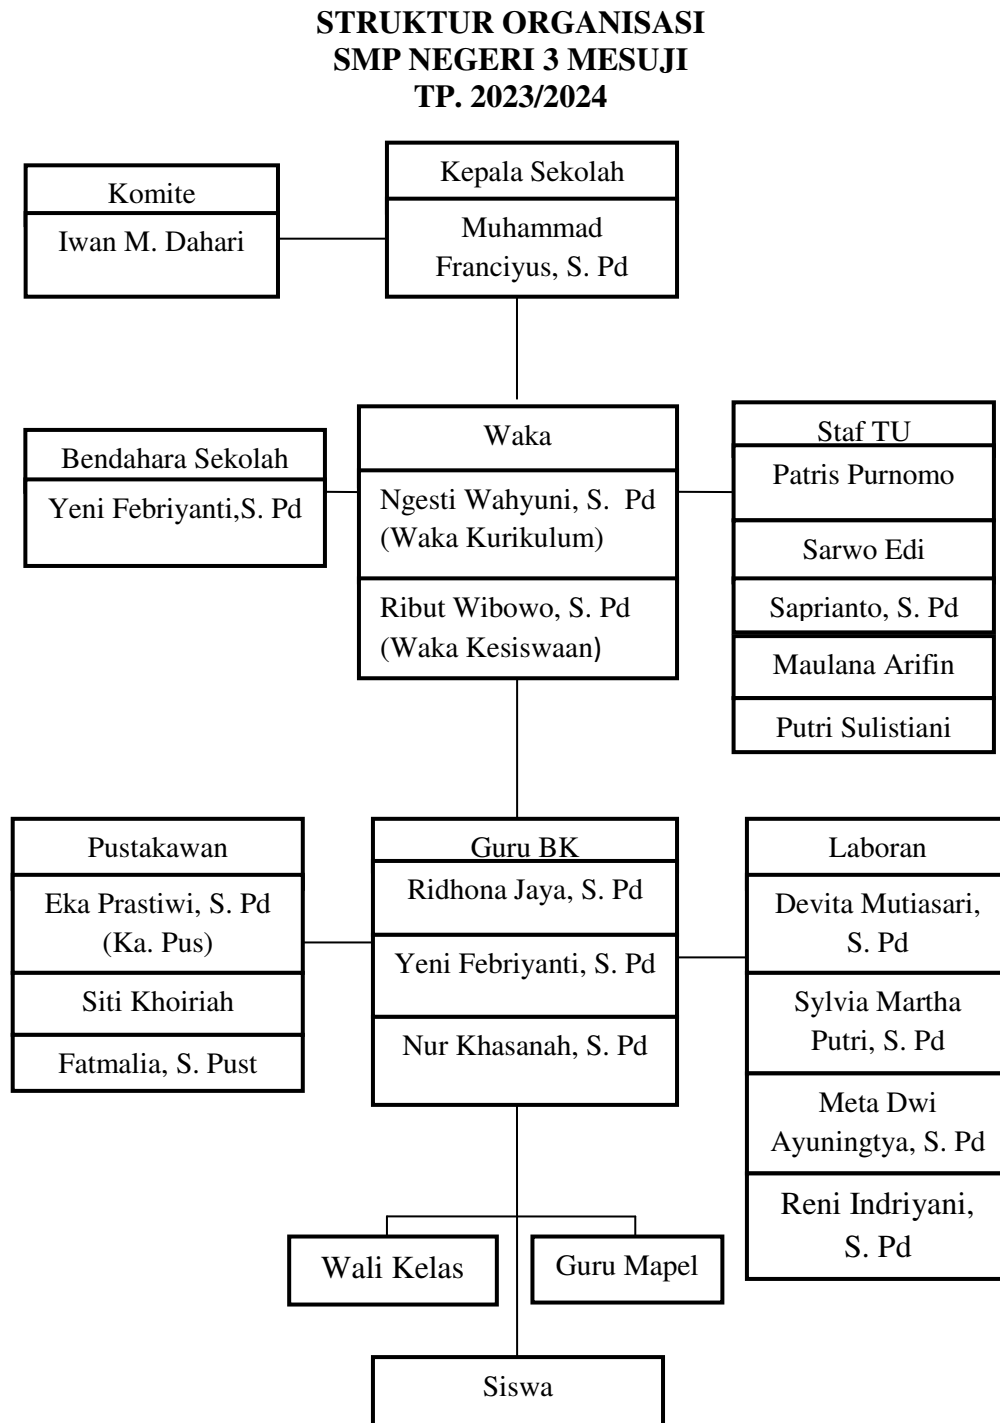 STRUKTUR ORGANISASI
SMP NEGERI 3 MESUJI
TP. 2023/2024
Komite
Iwan M. Dahari
Kepala Sekolah
Muhammad
Franciyus, S. Pd
Bendahara Sekolah
Yeni Febriyanti,S. Pd
Waka
Ngesti Wahyuni, S. Pd
(Waka Kurikulum)
Ribut Wibowo, S. Pd
(Waka Kesiswaan)
Staf TU
Patris Purnomo
Sarwo Edi
Saprianto, S. Pd
Maulana Arifin
Putri Sulistiani
Pustakawan
Eka Prastiwi, S. Pd
(Ka. Pus)
Siti Khoiriah
Fatmalia, S. Pust
Guru BK
Ridhona Jaya, S. Pd
Yeni Febriyanti, S. Pd
Nur Khasanah, S. Pd
Laboran
Devita Mutiasari,
S. Pd
Sylvia Martha
Putri, S. Pd
Meta Dwi
Ayuningtya, S. Pd
Reni Indriyani,
S. Pd
Wali Kelas
Guru Mapel
Siswa